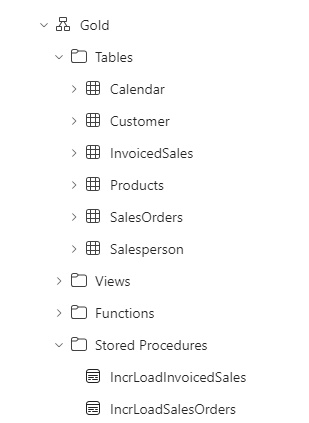 Gold
Tables
Calendar
Customer
InvoicedSales
Products
SalesOrders
Salesperson
Views
Functions
Stored Procedures
IncrLoadInvoicedSales
IncrLoadSalesOrders